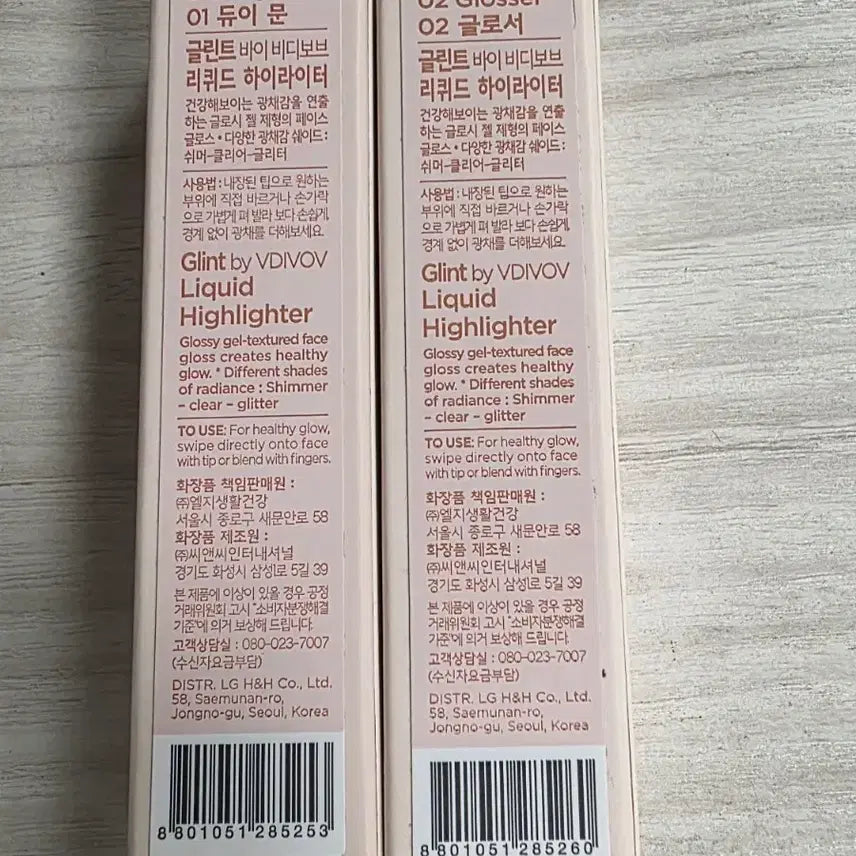 01 듀이 문
글린트 바이 비디보브
리퀴드 하이라이터
건강해보이는 광채감을 연출
하는 글로시 젤 제형의 페이스
글로스 • 다양한 광채감 쉐이드 :
쉬머-클리어-글리터
사용법 : 내장된 팁으로 원하는
부위에 직접 바르거나 손가락
으로 가볍게 펴 발라 보다 손쉽게,
경계 없이 광채를 더해보세요.
Glint by VDIVOV
Liquid
Highlighter
Glossy gel-textured face
gloss creates healthy
glow. * Different shades
of radiance : Shimmer
- clear - glitter
TO USE: For healthy glow,
swipe directly onto face
with tip or blend with fingers.
화장품 책임판매원 :
㈜엘지생활건강
서울시 종로구 새문안로 58
화장품 제조원 :
㈜씨앤씨인터내셔널
경기도 화성시 삼성1로 5길 39
본 제품에 이상이 있을 경우 공정
거래위원회 고시 "소비자분쟁해결
기준"에 의거 보상해 드립니다.
고객상담실 : 080-023-7007
(수신자요금부담)
DISTR. LG H&H Co., Ltd.
58, Saemunan-ro,
Jongno-gu, Seoul, Korea
8 801051 285253
02 Glosser
02 글로서
글린트 바이 비디보브
리퀴드 하이라이터
건강해보이는 광채감을 연출
하는 글로시 젤 제형의 페이스
글로스 • 다양한 광채감 쉐이드 :
쉬머-클리어-글리터
사용법 : 내장된 팁으로 원하는
부위에 직접 바르거나 손가락
으로 가볍게 펴 발라 보다 손쉽게,
경계 없이 광채를 더해보세요.
Glint by VDIVOV
Liquid
Highlighter
Glossy gel-textured face
gloss creates healthy
glow. * Different shades
of radiance : Shimmer
- clear - glitter
TO USE: For healthy glow,
swipe directly onto face
with tip or blend with fingers.
화장품 책임판매원 :
㈜엘지생활건강
서울시 종로구 새문안로 58
화장품 제조원 :
㈜씨앤씨인터내셔널
경기도 화성시 삼성1로 5길 39
본 제품에 이상이 있을 경우 공정
거래위원회 고시 "소비자분쟁해결
기준"에 의거 보상해 드립니다.
고객상담실 : 080-023-7007
(수신자요금부담)
DISTR. LG H&H Co., Ltd.
58, Saemunan-ro,
Jongno-gu, Seoul, Korea
8 801051 285260